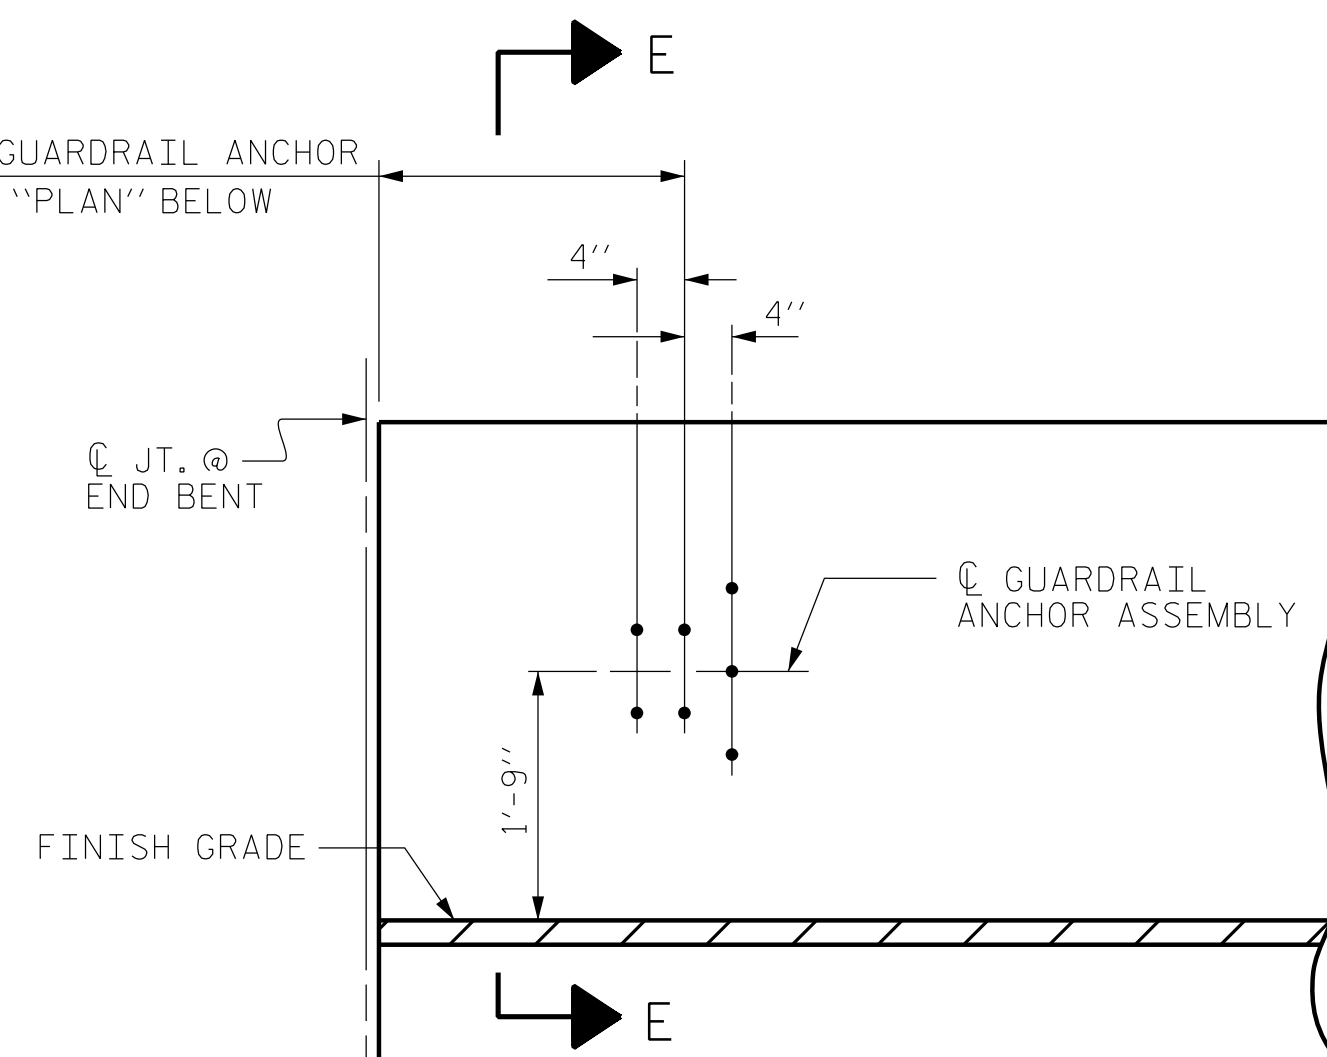 E
GUARDRAIL ANCHOR
"PLAN" BELOW
4"
4"
℄ JT. @
END BENT
℄ GUARDRAIL
ANCHOR ASSEMBLY
1'-9"
FINISH GRADE
E